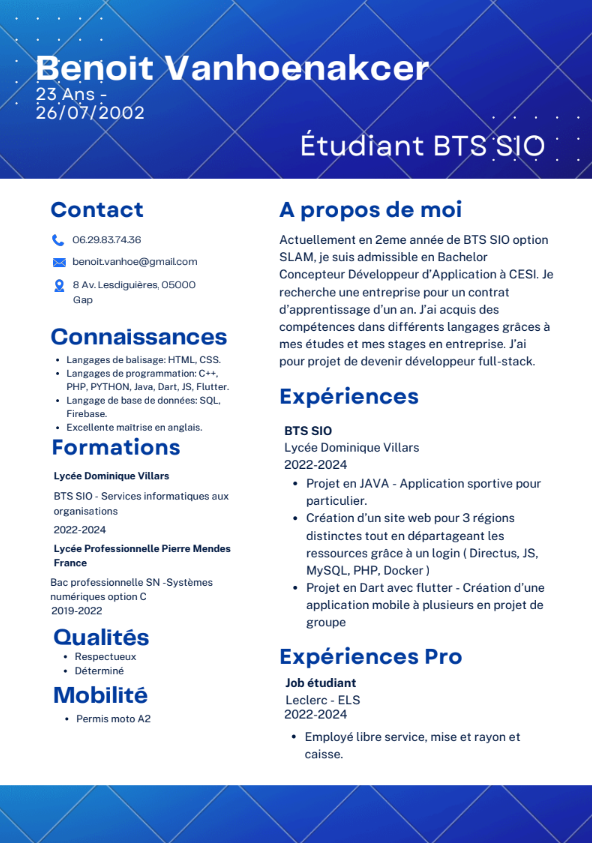 Benoit Vanhoenakcer
23 Ans -
26/07/2002
Étudiant BTS SIO
Contact
06.29.83.74.36
benoit.vanhoe@gmail.com
8 Av. Lesdiguières, 05000
Gap
Connaissances
• Langages de balisage: HTML, CSS.
• Langages de programmation: C++,
PHP, PYTHON, Java, Dart, JS, Flutter.
• Langage de base de données: SQL,
Firebase.
• Excellente maîtrise en anglais.
Formations
Lycée Dominique Villars
BTS SIO - Services informatiques aux
organisations
2022-2024
Lycée Professionnelle Pierre Mendes
France
Bac professionnelle SN -Systèmes
numériques option C
2019-2022
Qualités
• Respectueux
• Déterminé
Mobilité
• Permis moto A2
A propos de moi
Actuellement en 2eme année de BTS SIO option
SLAM, je suis admissible en Bachelor
Concepteur Développeur d'Application à CESI. Je
recherche une entreprise pour un contrat
d'apprentissage d'un an. J'ai acquis des
compétences dans différents langages grâces à
mes études et mes stages en entreprise. J'ai
pour projet de devenir développeur full-stack.
Expériences
BTS SIO
Lycée Dominique Villars
2022-2024
• Projet en JAVA - Application sportive pour
particulier.
• Création d'un site web pour 3 régions
distinctes tout en départageant les
ressources grâce à un login ( Directus, JS,
MySQL, PHP, Docker )
• Projet en Dart avec flutter - Création d'une
application mobile à plusieurs en projet de
groupe
Expériences Pro
Job étudiant
Leclerc - ELS
2022-2024
• Employé libre service, mise et rayon et
caisse.